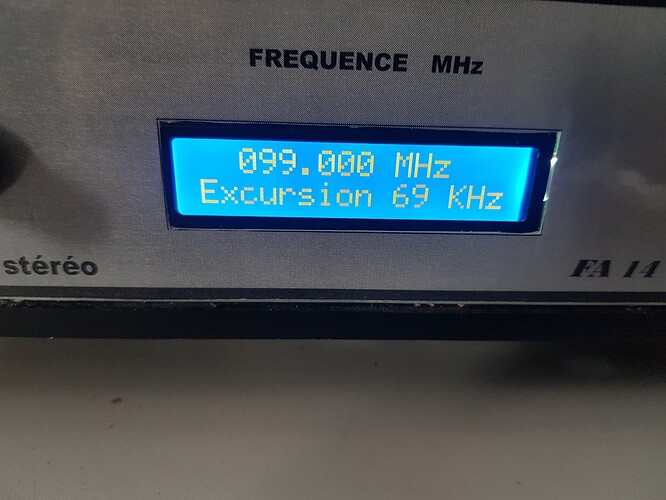 FREQUENCE MHz
099.000 MHz
Excursion 69 KHz
stéréo
FA 14